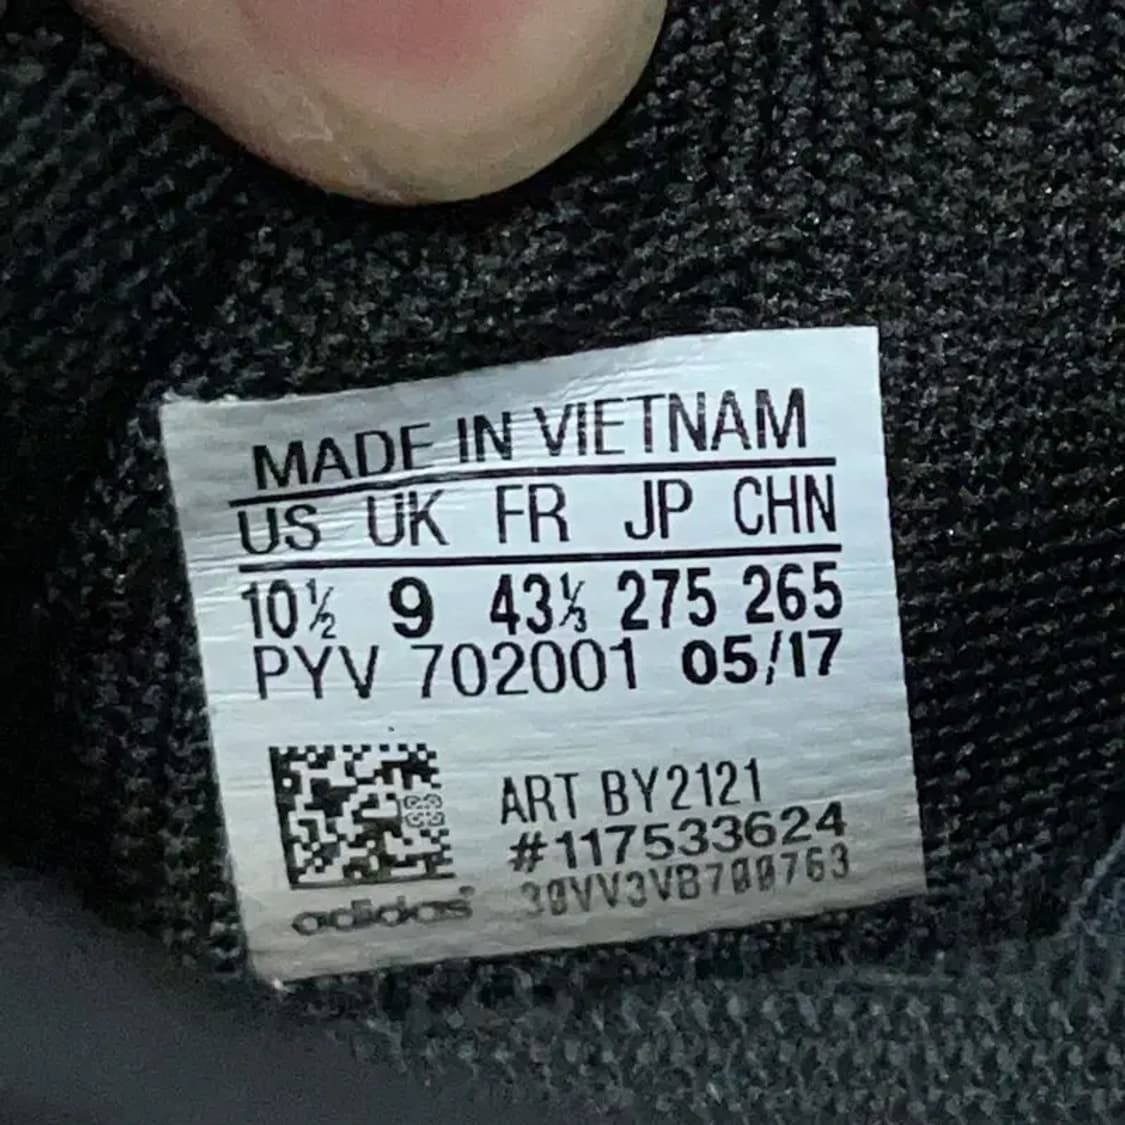 MADE IN VIETNAM
US UK FR JP CHN
10½ 9 43⅓ 275 265
PYV 702001 05/17
ART BY2121
#117533624
30VV3VB700763
adidas